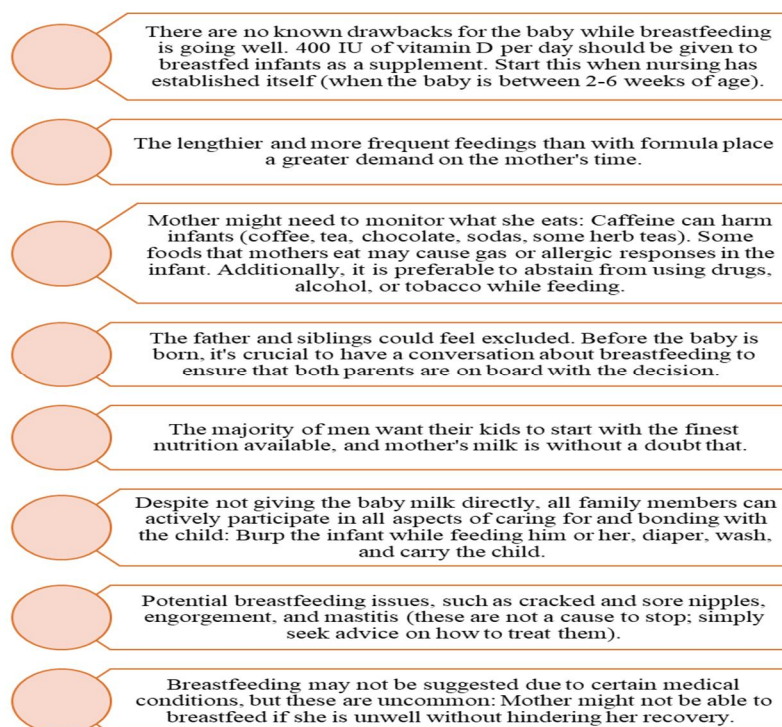 There are no known drawbacks for the baby while breastfeeding
is going well. 400 IU of vitamin D per day should be given to
breastfed infants as a supplement. Start this when nursing has
established itself (when the baby is between 2-6 weeks of age).
The lengthier and more frequent feedings than with formula place
a greater demand on the mother's time.
Mother might need to monitor what she eats: Caffeine can harm
infants (coffee, tea, chocolate, sodas, some herb teas). Some
foods that mothers eat may cause gas or allergic responses in the
infant. Additionally, it is preferable to abstain from using drugs,
alcohol, or tobacco while feeding.
The father and siblings could feel excluded. Before the baby is
born, it's crucial to have a conversation about breastfeeding to
ensure that both parents are on board with the decision.
The majority of men want their kids to start with the finest
nutrition available, and mother's milk is without a doubt that.
Despite not giving the baby milk directly, all family members can
actively participate in all aspects of caring for and bonding with
the child: Burp the infant while feeding him or her, diaper, wash,
and carry the child.
Potential breastfeeding issues, such as cracked and sore nipples,
engorgement, and mastitis (these are not a cause to stop; simply
seek advice on how to treat them).
Breastfeeding may not be suggested due to certain medical
conditions, but these are uncommon: Mother might not be able to
breastfeed if she is unwell without hindering her recovery.